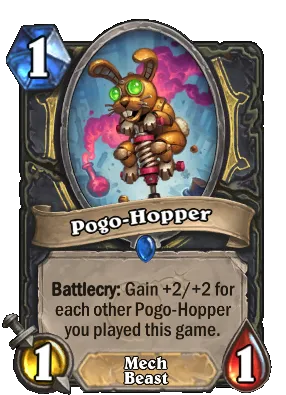 1
Pogo-Hopper
Battlecry: Gain +2/+2 for
each other Pogo-Hopper
you played this game.
1
Mech
Beast
1